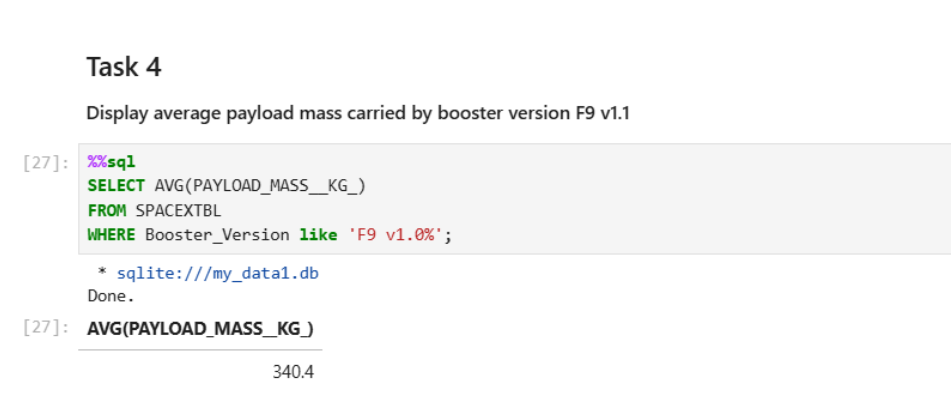 Task 4
Display average payload mass carried by booster version F9 v1.1
[27]: %%sql
SELECT AVG(PAYLOAD_MASS__KG_)
FROM SPACEXTBL
WHERE Booster_Version like 'F9 v1.0%';
* sqlite:///my_data1.db
Done.
[27]: AVG(PAYLOAD_MASS__KG_)
340.4